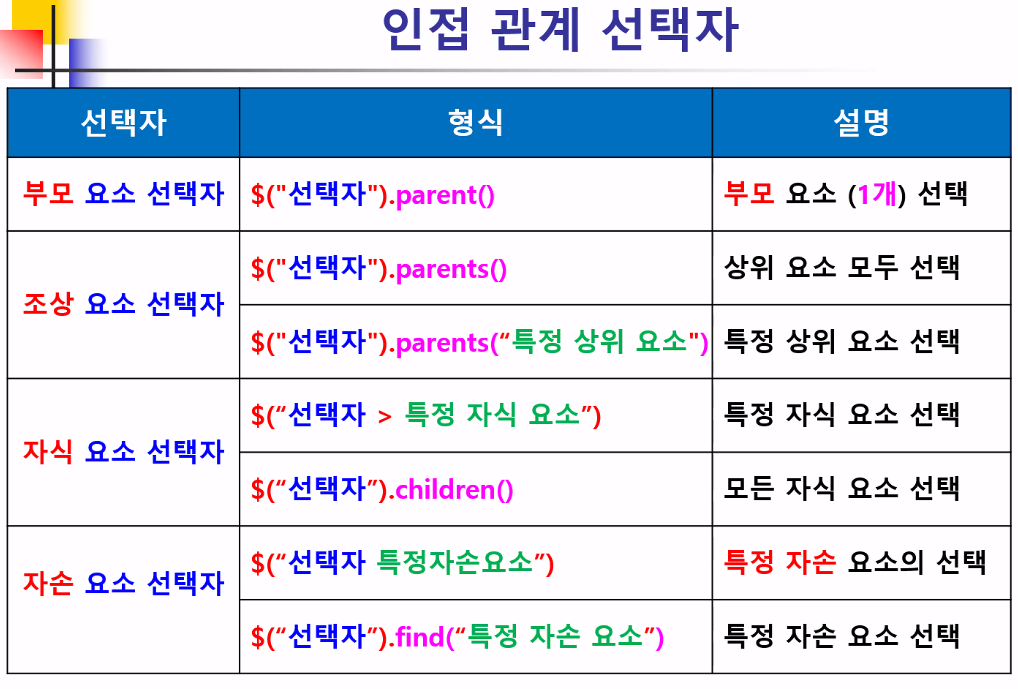 인접 관계 선택자
선택자 형식 설명
부모 요소 선택자 $("선택자").parent() 부모 요소 (1개) 선택
조상 요소 선택자
$("선택자").parents() 상위 요소 모두 선택
$("선택자").parents(“특정 상위 요소") 특정 상위 요소 선택
자식 요소 선택자
$(“선택자 > 특정 자식 요소”) 특정 자식 요소 선택
$(“선택자”).children() 모든 자식 요소 선택
자손 요소 선택자
$(“선택자 특정자손요소”) 특정 자손 요소의 선택
$(“선택자”).find(“특정 자손 요소”) 특정 자손 요소 선택